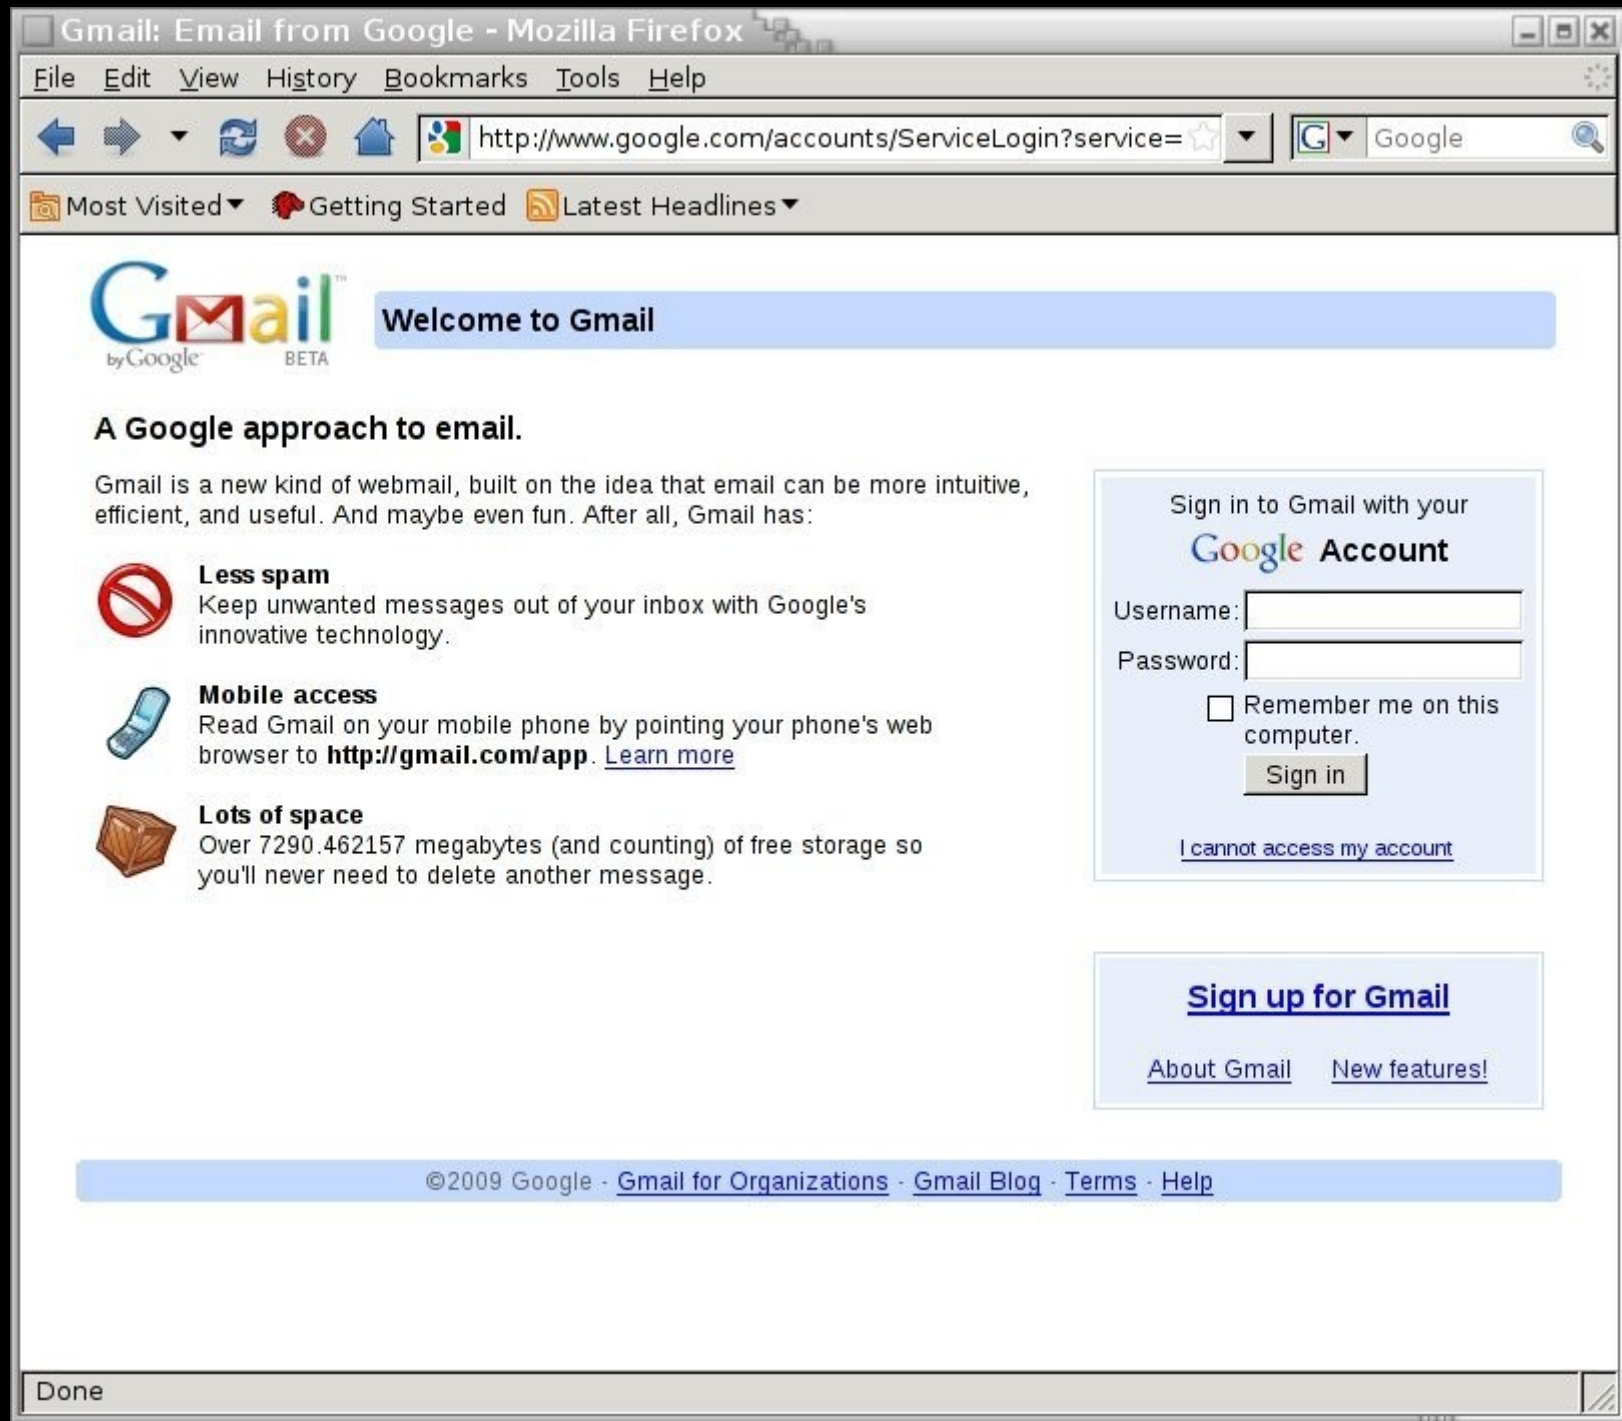 Gmail: Email from Google - Mozilla Firefox
File Edit View History Bookmarks Tools Help
http://www.google.com/accounts/ServiceLogin?service=
G Google
Most Visited Getting Started Latest Headlines
Gmail™
by Google BETA
Welcome to Gmail
A Google approach to email.
Gmail is a new kind of webmail, built on the idea that email can be more intuitive,
efficient, and useful. And maybe even fun. After all, Gmail has:
Less spam
Keep unwanted messages out of your inbox with Google's
innovative technology.
Mobile access
Read Gmail on your mobile phone by pointing your phone's web
browser to http://gmail.com/app. Learn more
Lots of space
Over 7290.462157 megabytes (and counting) of free storage so
you'll never need to delete another message.
Sign in to Gmail with your
Google Account
Username:
Password:
Remember me on this
computer.
Sign in
I cannot access my account
Sign up for Gmail
About Gmail New features!
©2009 Google - Gmail for Organizations - Gmail Blog - Terms - Help
Done